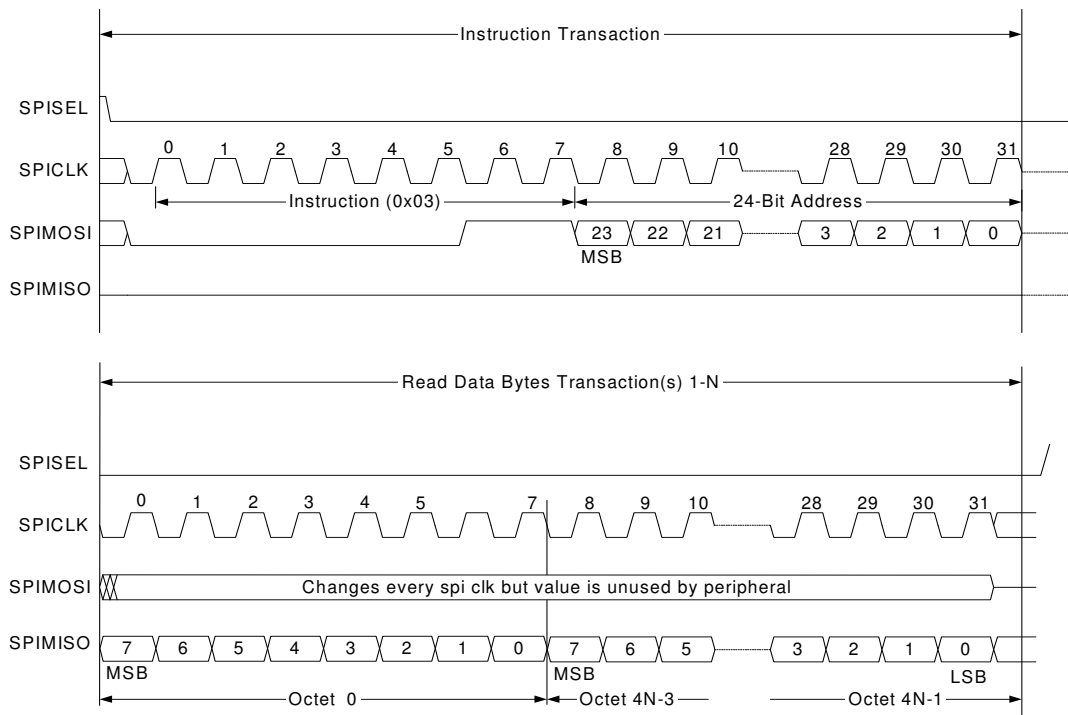 Instruction Transaction
SPISEL
0 1 2 3 4 5 6 7 8 9 10 28 29 30 31
SPICLK
Instruction (0x03) 24-Bit Address
SPIMOSI 23 22 21 3 2 1 0
MSB
SPIMISO
Read Data Bytes Transaction(s) 1-N
SPISEL
0 1 2 3 4 5 7 8 9 10 28 29 30 31
SPICLK
SPIMOSI Changes every spi clk but value is unused by peripheral
SPIMISO 7 6 5 4 3 2 1 0 7 6 5 3 2 1 0
MSB MSB LSB
Octet 0 Octet 4N-3 Octet 4N-1